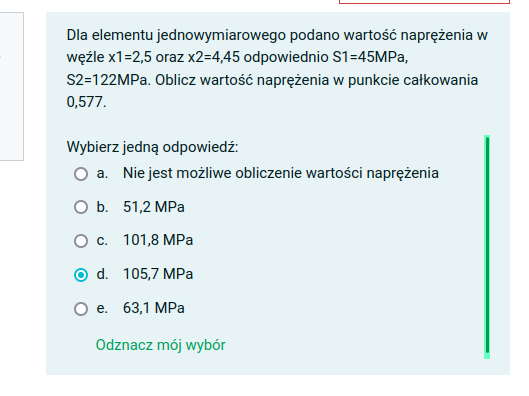 Dla elementu jednowymiarowego podano wartość naprężenia w
węźle x1=2,5 oraz x2=4,45 odpowiednio S1=45MPa,
S2=122MPa. Oblicz wartość naprężenia w punkcie całkowania
0,577.
Wybierz jedną odpowiedź:
a. Nie jest możliwe obliczenie wartości naprężenia
b. 51,2 MPa
c. 101,8 MPa
d. 105,7 MPa
e. 63,1 MPa
Odznacz mój wybór